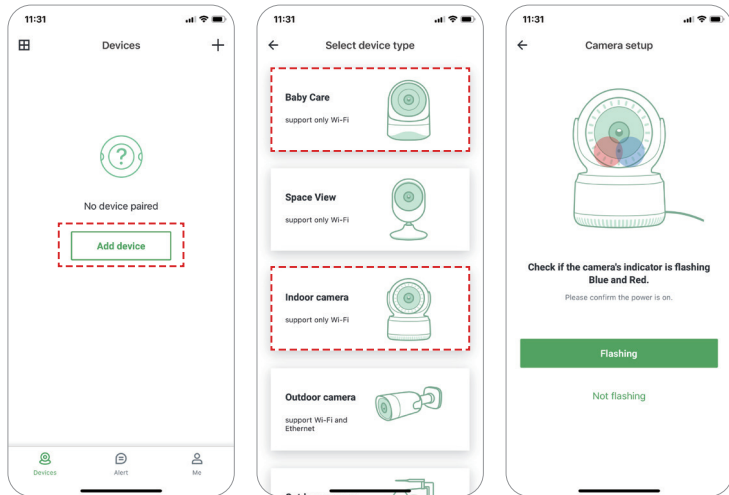 11:31
Devices
No device paired
Add device
Devices
Alert
Me
11:31
Select device type
Baby Care
support only Wi-Fi
Space View
support only Wi-Fi
Indoor camera
support only Wi-Fi
Outdoor camera
support Wi-Fi and
Ethernet
11:31
Camera setup
Check if the camera's indicator is flashing
Blue and Red.
Please confirm the power is on.
Flashing
Not flashing